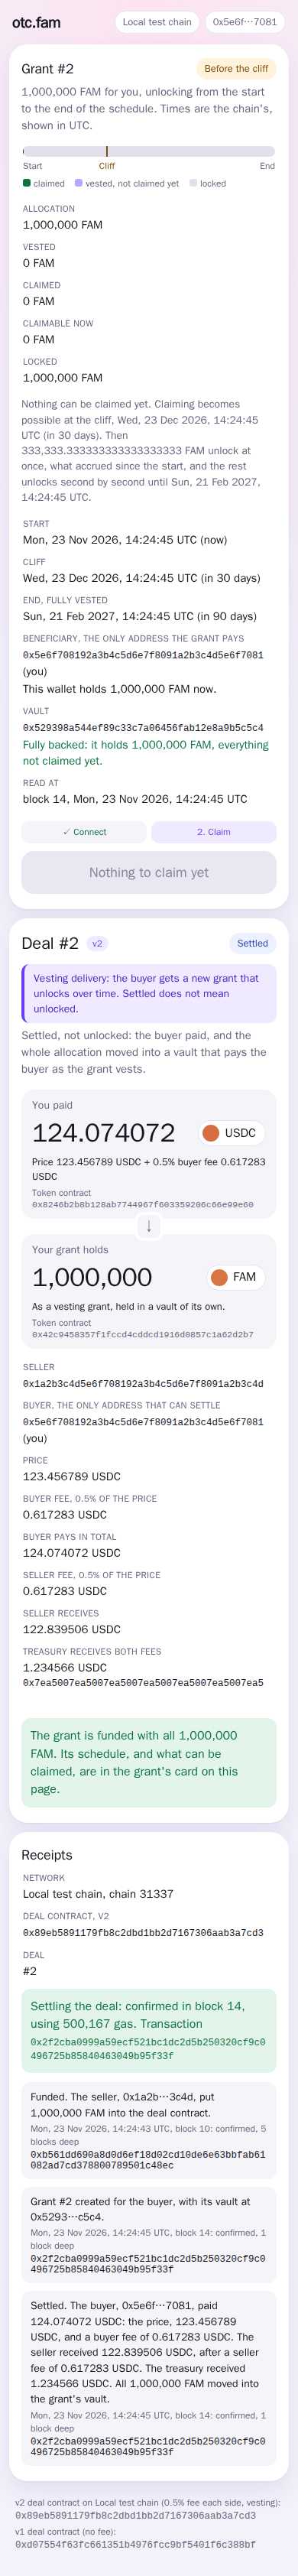 otc.fam
Local test chain
0x5e6f…7081
Grant #2
Before the cliff
1,000,000 FAM for you, unlocking from the start
to the end of the schedule. Times are the chain's,
shown in UTC.
Start
Cliff
End
claimed
vested, not claimed yet
locked
ALLOCATION
1,000,000 FAM
VESTED
0 FAM
CLAIMED
0 FAM
CLAIMABLE NOW
0 FAM
LOCKED
1,000,000 FAM
Nothing can be claimed yet. Claiming becomes
possible at the cliff, Wed, 23 Dec 2026, 14:24:45
UTC (in 30 days). Then
333,333.333333333333333333 FAM unlock at
once, what accrued since the start, and the rest
unlocks second by second until Sun, 21 Feb 2027,
14:24:45 UTC.
START
Mon, 23 Nov 2026, 14:24:45 UTC (now)
CLIFF
Wed, 23 Dec 2026, 14:24:45 UTC (in 30 days)
END, FULLY VESTED
Sun, 21 Feb 2027, 14:24:45 UTC (in 90 days)
BENEFICIARY, THE ONLY ADDRESS THE GRANT PAYS
0x5e6f708192a3b4c5d6e7f8091a2b3c4d5e6f7081
(you)
This wallet holds 1,000,000 FAM now.
VAULT
0x529398a544ef89c33c7a06456fab12e8a9b5c5c4
Fully backed: it holds 1,000,000 FAM, everything
not claimed yet.
READ AT
block 14, Mon, 23 Nov 2026, 14:24:45 UTC
✓ Connect
2. Claim
Nothing to claim yet
Deal #2
v2
Settled
Vesting delivery: the buyer gets a new grant that
unlocks over time. Settled does not mean
unlocked.
Settled, not unlocked: the buyer paid, and the
whole allocation moved into a vault that pays the
buyer as the grant vests.
You paid
124.074072
USDC
Price 123.456789 USDC + 0.5% buyer fee 0.617283
USDC
Token contract
0x8246b2b8b128ab7744967f603359206c66e99e60
↓
Your grant holds
1,000,000
FAM
As a vesting grant, held in a vault of its own.
Token contract
0x42c9458357f1fccd4cddcd1916d0857c1a62d2b7
SELLER
0x1a2b3c4d5e6f708192a3b4c5d6e7f8091a2b3c4d
BUYER, THE ONLY ADDRESS THAT CAN SETTLE
0x5e6f708192a3b4c5d6e7f8091a2b3c4d5e6f7081
(you)
PRICE
123.456789 USDC
BUYER FEE, 0.5% OF THE PRICE
0.617283 USDC
BUYER PAYS IN TOTAL
124.074072 USDC
SELLER FEE, 0.5% OF THE PRICE
0.617283 USDC
SELLER RECEIVES
122.839506 USDC
TREASURY RECEIVES BOTH FEES
1.234566 USDC
0x7ea5007ea5007ea5007ea5007ea5007ea5007ea5
The grant is funded with all 1,000,000
FAM. Its schedule, and what can be
claimed, are in the grant's card on this
page.
Receipts
NETWORK
Local test chain, chain 31337
DEAL CONTRACT, V2
0x89eb5891179fb8c2dbd1bb2d7167306aab3a7cd3
DEAL
#2
Settling the deal: confirmed in block 14,
using 500,167 gas. Transaction
0x2f2cba0999a59ecf521bc1dc2d5b250320cf9c0
496725b85840463049b95f33f
Funded. The seller, 0x1a2b…3c4d, put
1,000,000 FAM into the deal contract.
Mon, 23 Nov 2026, 14:24:43 UTC, block 10: confirmed, 5
blocks deep
0xb561dd690a8d0d6ef18d02cd10de6e63bbfab61
082ad7cd378800789501c48ec
Grant #2 created for the buyer, with its vault at
0x5293…c5c4.
Mon, 23 Nov 2026, 14:24:45 UTC, block 14: confirmed, 1
block deep
0x2f2cba0999a59ecf521bc1dc2d5b250320cf9c0
496725b85840463049b95f33f
Settled. The buyer, 0x5e6f…7081, paid
124.074072 USDC: the price, 123.456789
USDC, and a buyer fee of 0.617283 USDC. The
seller received 122.839506 USDC, after a seller
fee of 0.617283 USDC. The treasury received
1.234566 USDC. All 1,000,000 FAM moved into
the grant's vault.
Mon, 23 Nov 2026, 14:24:45 UTC, block 14: confirmed, 1
block deep
0x2f2cba0999a59ecf521bc1dc2d5b250320cf9c0
496725b85840463049b95f33f
v2 deal contract on Local test chain (0.5% fee each side, vesting):
0x89eb5891179fb8c2dbd1bb2d7167306aab3a7cd3
v1 deal contract (no fee):
0xd07554f63fc661351b4976fcc9bf5401f6c388bf